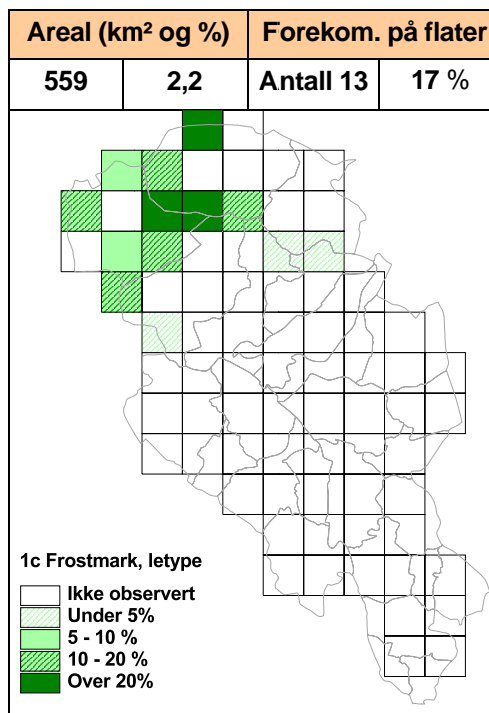 Areal (km² og %) Forekom. på flater
559 2,2 Antall 13 17 %
1c Frostmark, letype
Ikke observert
Under 5%
5 - 10 %
10 - 20 %
Over 20%